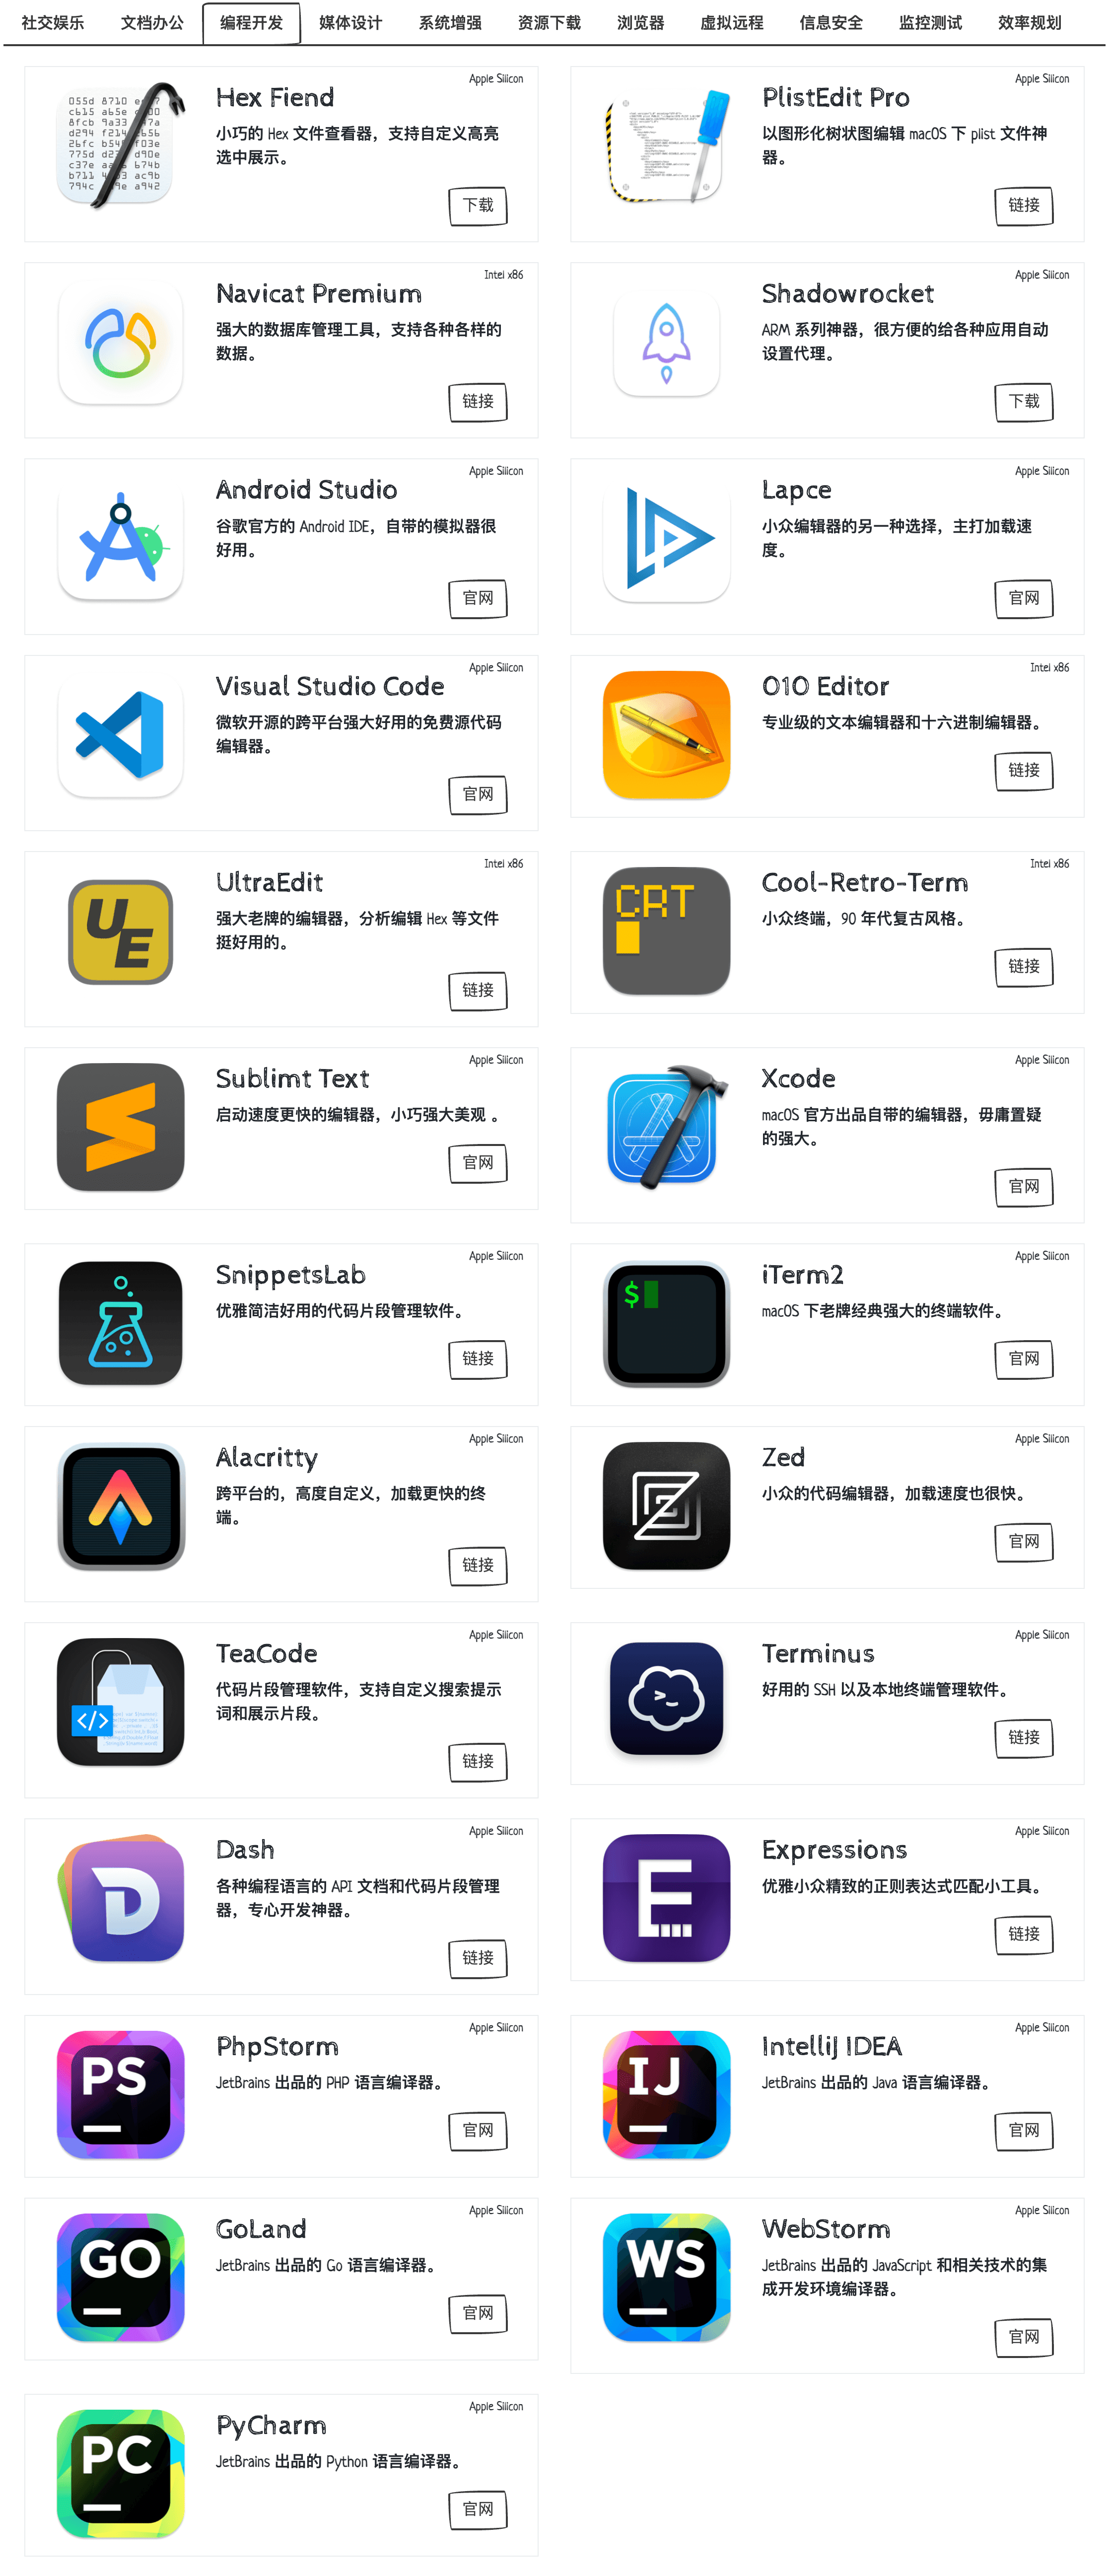 社交娱乐 文档办公 编程开发 媒体设计 系统增强 资源下载 浏览器 虚拟远程 信息安全 监控测试 效率规划
Apple Silicon
Hex Fiend
小巧的 Hex 文件查看器，支持自定义高亮
选中展示。
下载
Apple Silicon
PlistEdit Pro
以图形化树状图编辑 macOS 下 plist 文件神
器。
链接
Intel x86
Navicat Premium
强大的数据库管理工具，支持各种各样的
数据。
链接
Apple Silicon
Shadowrocket
ARM 系列神器，很方便的给各种应用自动
设置代理。
下载
Apple Silicon
Android Studio
谷歌官方的 Android IDE，自带的模拟器很
好用。
官网
Apple Silicon
Lapce
小众编辑器的另一种选择，主打加载速
度。
官网
Apple Silicon
Visual Studio Code
微软开源的跨平台强大好用的免费源代码
编辑器。
官网
Intel x86
010 Editor
专业级的文本编辑器和十六进制编辑器。
链接
Intel x86
UE
UltraEdit
强大老牌的编辑器，分析编辑 Hex 等文件
挺好用的。
链接
Intel x86
CRT
Cool-Retro-Term
小众终端，90 年代复古风格。
链接
Apple Silicon
Sublimt Text
启动速度更快的编辑器，小巧强大美观 。
官网
Apple Silicon
Xcode
macOS 官方出品自带的编辑器，毋庸置疑
的强大。
官网
Apple Silicon
SnippetsLab
优雅简洁好用的代码片段管理软件。
链接
Apple Silicon
$
iTerm2
macOS 下老牌经典强大的终端软件。
官网
Apple Silicon
Alacritty
跨平台的，高度自定义，加载更快的终
端。
链接
Apple Silicon
Zed
小众的代码编辑器，加载速度也很快。
官网
Apple Silicon
</>
TeaCode
代码片段管理软件，支持自定义搜索提示
词和展示片段。
链接
Apple Silicon
Terminus
好用的 SSH 以及本地终端管理软件。
链接
Apple Silicon
D
Dash
各种编程语言的 API 文档和代码片段管理
器，专心开发神器。
链接
Apple Silicon
E
Expressions
优雅小众精致的正则表达式匹配小工具。
链接
Apple Silicon
PS
PhpStorm
JetBrains 出品的 PHP 语言编译器。
官网
Apple Silicon
IJ
IntelliJ IDEA
JetBrains 出品的 Java 语言编译器。
官网
Apple Silicon
GO
GoLand
JetBrains 出品的 Go 语言编译器。
官网
Apple Silicon
WS
WebStorm
JetBrains 出品的 JavaScript 和相关技术的集
成开发环境编译器。
官网
Apple Silicon
PC
PyCharm
JetBrains 出品的 Python 语言编译器。
官网